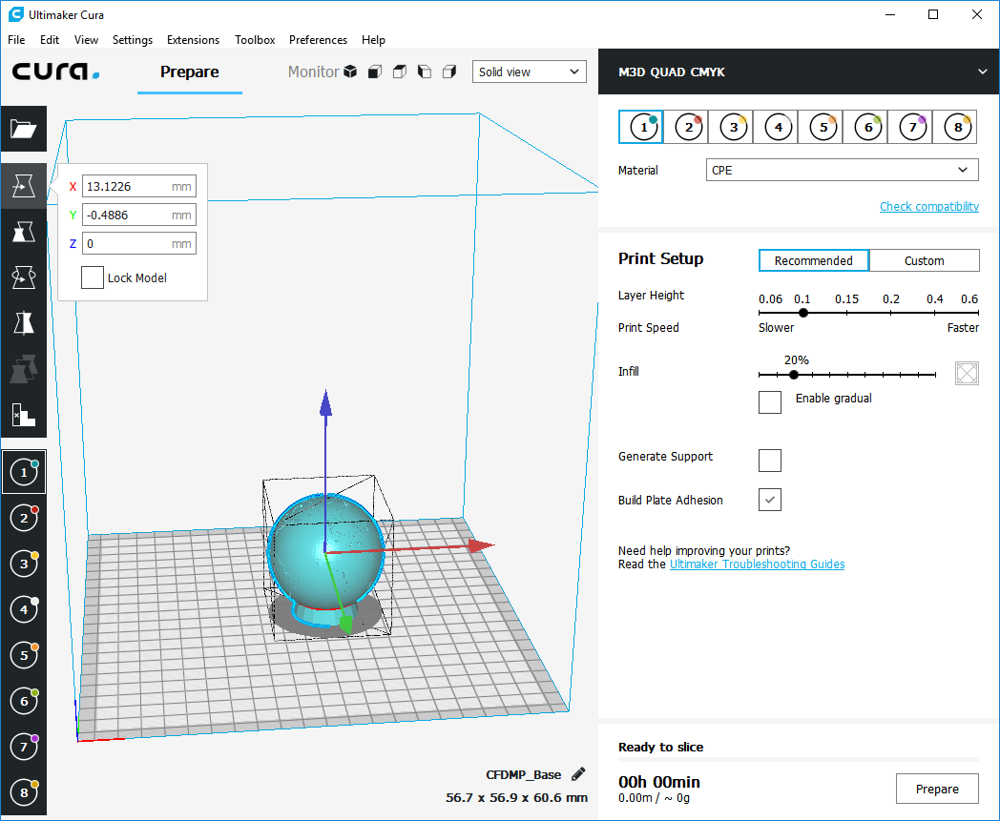 Ultimaker Cura
File Edit View Settings Extensions Toolbox Preferences Help
cura. Prepare Monitor Solid view
M3D QUAD CMYK
1 2 3 4 5 6 7 8
Material CPE
Check compatibility
X 13.1226 mm
Y -0.4886 mm
Z 0 mm
Lock Model
Print Setup Recommended Custom
Layer Height 0.06 0.1 0.15 0.2 0.4 0.6
Print Speed Slower Faster
20%
Infill
Enable gradual
Generate Support
Build Plate Adhesion
Need help improving your prints?
Read the Ultimaker Troubleshooting Guides
1
2
3
4
5
6
7
8
CFDMP_Base
56.7 x 56.9 x 60.6 mm
Ready to slice
00h 00min
0.00m / ~ 0g
Prepare